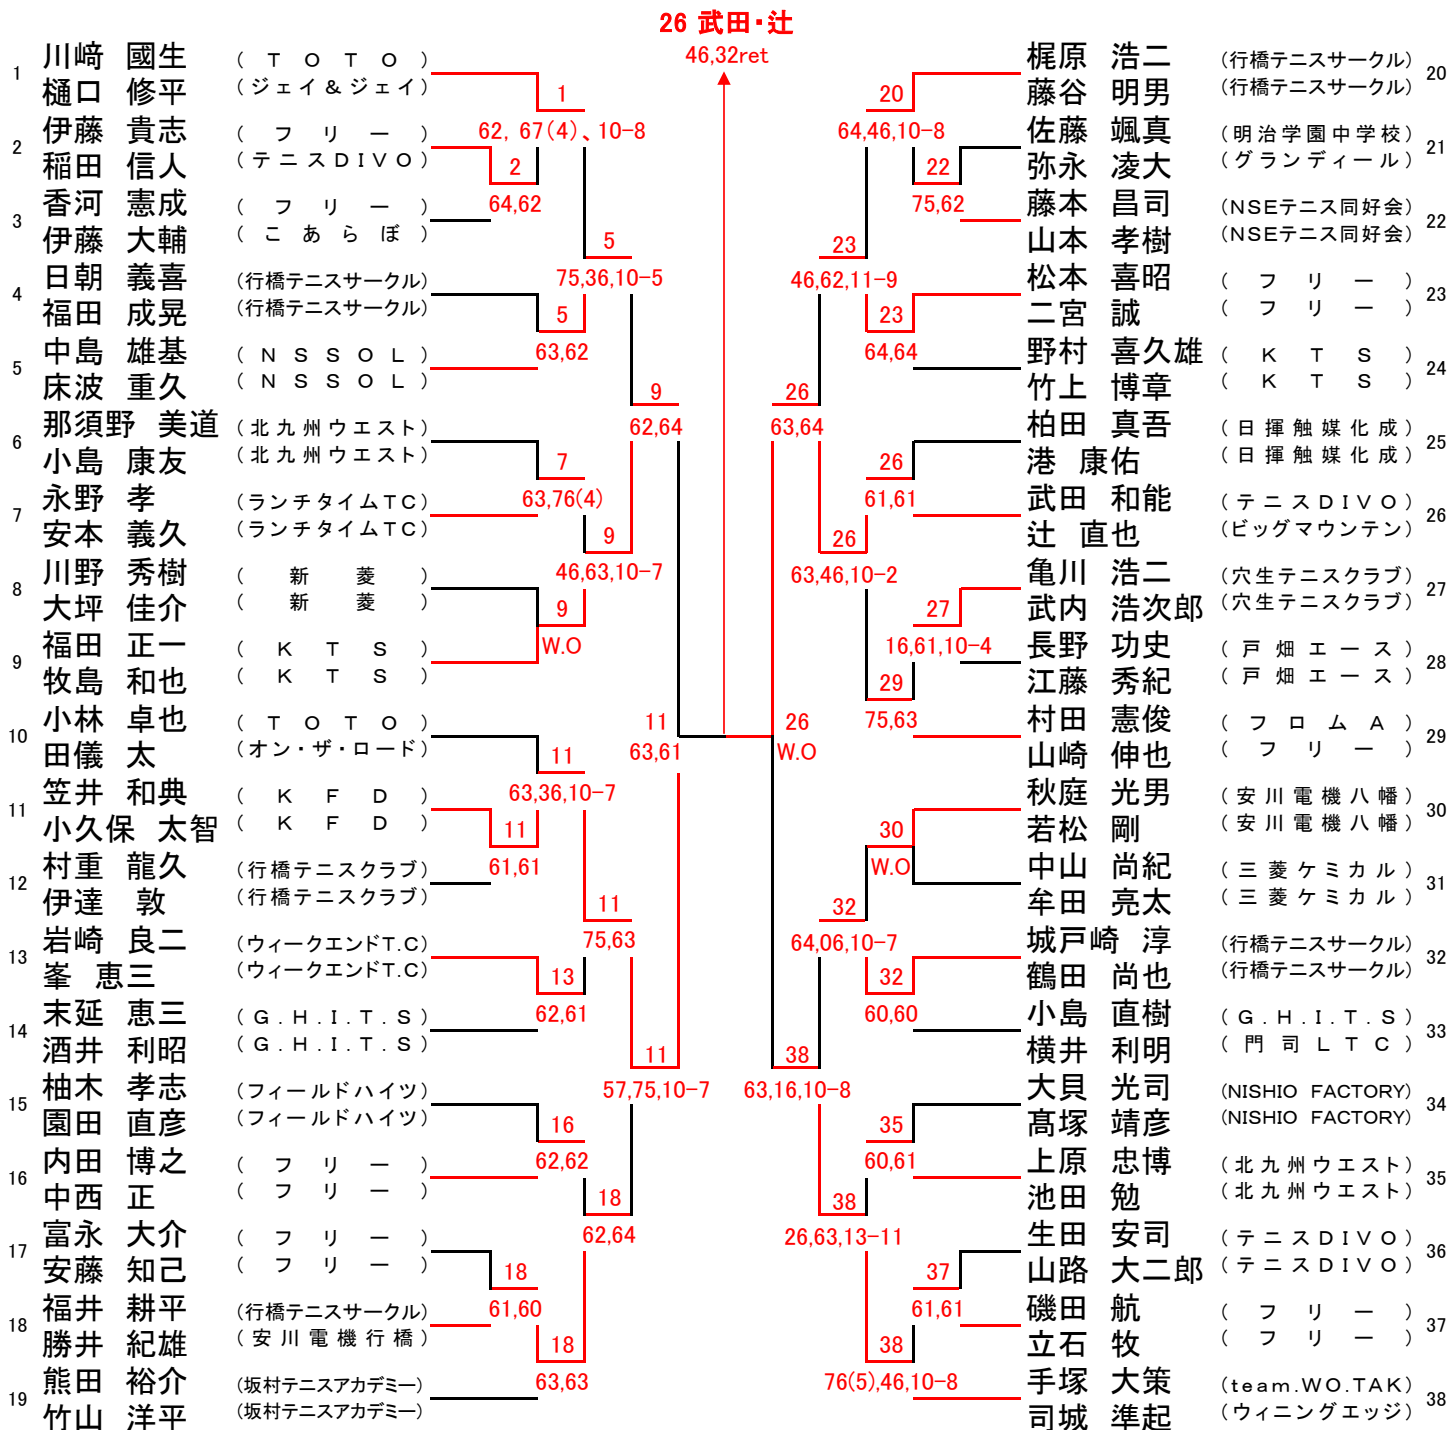 26 武田・辻
46,32ret
1
川﨑 國生
(TOTO)
樋口 修平
(ジェイ＆ジェイ)
2
伊藤 貴志
(フリー)
稲田 信人
(テニスDIVO)
3
香河 憲成
(フリー)
伊藤 大輔
(こあらぼ)
4
日朝 義喜
(行橋テニスサークル)
福田 成晃
(行橋テニスサークル)
5
中島 雄基
(NSSOL)
床波 重久
(NSSOL)
6
那須野 美道
(北九州ウエスト)
小島 康友
(北九州ウエスト)
7
永野 孝
(ランチタイムTC)
安本 義久
(ランチタイムTC)
8
川野 秀樹
(新菱)
大坪 佳介
(新菱)
9
福田 正一
(KTS)
牧島 和也
(KTS)
10
小林 卓也
(TOTO)
田儀 太
(オン・ザ・ロード)
11
笠井 和典
(KFD)
小久保 太智
(KFD)
12
村重 龍久
(行橋テニスクラブ)
伊達 敦
(行橋テニスクラブ)
13
岩崎 良二
(ウィークエンドT.C)
峯 恵三
(ウィークエンドT.C)
14
末延 恵三
(G.H.I.T.S)
酒井 利昭
(G.H.I.T.S)
15
柚木 孝志
(フィールドハイツ)
園田 直彦
(フィールドハイツ)
16
内田 博之
(フリー)
中西 正
(フリー)
17
富永 大介
(フリー)
安藤 知己
(フリー)
18
福井 耕平
(行橋テニスサークル)
勝井 紀雄
(安川電機行橋)
19
熊田 裕介
(坂村テニスアカデミー)
竹山 洋平
(坂村テニスアカデミー)
1
62, 67(4)、10-8
2
64,62
5
75,36,10-5
5
63,62
9
62,64
7
63,76(4)
9
46,63,10-7
9
W.O
11
63,61
11
63,36,10-7
11
61,61
11
75,63
13
62,61
11
57,75,10-7
16
62,62
18
62,64
18
61,60
18
63,63
20
64,46,10-8
22
75,62
23
46,62,11-9
23
64,64
26
63,64
26
61,61
26
63,46,10-2
27
16,61,10-4
29
75,63
26
W.O
30
W.O
32
64,06,10-7
32
60,60
38
63,16,10-8
35
60,61
38
26,63,13-11
37
61,61
38
76(5),46,10-8
梶原 浩二
(行橋テニスサークル)
20
藤谷 明男
(行橋テニスサークル)
佐藤 颯真
(明治学園中学校)
21
弥永 凌大
(グランディール)
藤本 昌司
(NSEテニス同好会)
22
山本 孝樹
(NSEテニス同好会)
松本 喜昭
(フリー)
23
二宮 誠
(フリー)
野村 喜久雄
(KTS)
24
竹上 博章
(KTS)
柏田 真吾
(日揮触媒化成)
25
港 康佑
(日揮触媒化成)
武田 和能
(テニスDIVO)
26
辻 直也
(ビッグマウンテン)
亀川 浩二
(穴生テニスクラブ)
27
武内 浩次郎
(穴生テニスクラブ)
長野 功史
(戸畑エース)
28
江藤 秀紀
(戸畑エース)
村田 憲俊
(フロムA)
29
山崎 伸也
(フリー)
秋庭 光男
(安川電機八幡)
30
若松 剛
(安川電機八幡)
中山 尚紀
(三菱ケミカル)
31
牟田 亮太
(三菱ケミカル)
城戸崎 淳
(行橋テニスサークル)
32
鶴田 尚也
(行橋テニスサークル)
小島 直樹
(G.H.I.T.S)
33
横井 利明
(門司LTC)
大貝 光司
(NISHIO FACTORY)
34
髙塚 靖彦
(NISHIO FACTORY)
上原 忠博
(北九州ウエスト)
35
池田 勉
(北九州ウエスト)
生田 安司
(テニスDIVO)
36
山路 大二郎
(テニスDIVO)
磯田 航
(フリー)
37
立石 牧
(フリー)
手塚 大策
(team.WO.TAK)
38
司城 準起
(ウィニングエッジ)